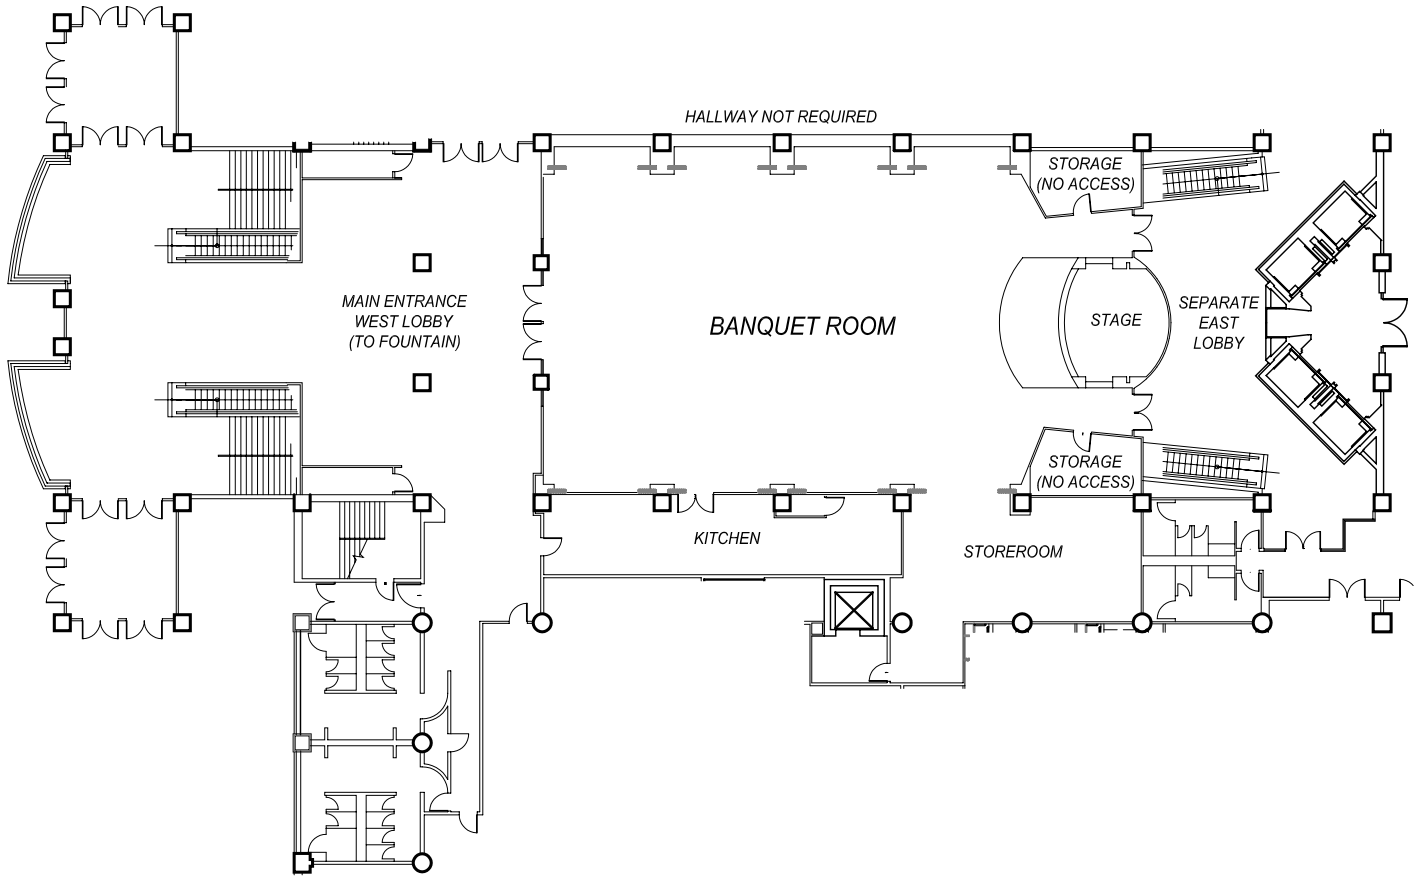 HALLWAY NOT REQUIRED
STORAGE
(NO ACCESS)
MAIN ENTRANCE
WEST LOBBY
(TO FOUNTAIN)
BANQUET ROOM
STAGE
SEPARATE
EAST
LOBBY
STORAGE
(NO ACCESS)
KITCHEN
STOREROOM